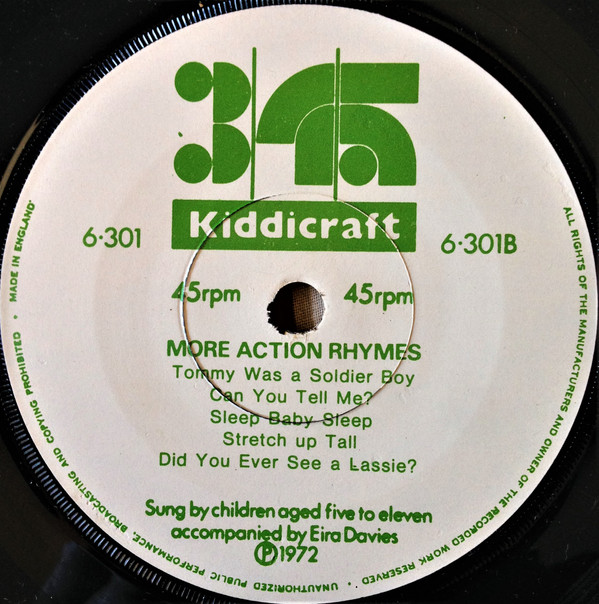 345
Kiddicraft
6·301
6·301B
45rpm
45rpm
MORE ACTION RHYMES
Tommy Was a Soldier Boy
Can You Tell Me?
Sleep Baby Sleep
Stretch up Tall
Did You Ever See a Lassie?
Sung by children aged five to eleven
accompanied by Eira Davies
Ⓟ1972
ALL RIGHTS OF THE MANUFACTURERS AND OWNER OF THE RECORDED WORK RESERVED • UNAUTHORIZED PUBLIC PERFORMANCE, BROADCASTING AND COPYING PROHIBITED • MADE IN ENGLAND